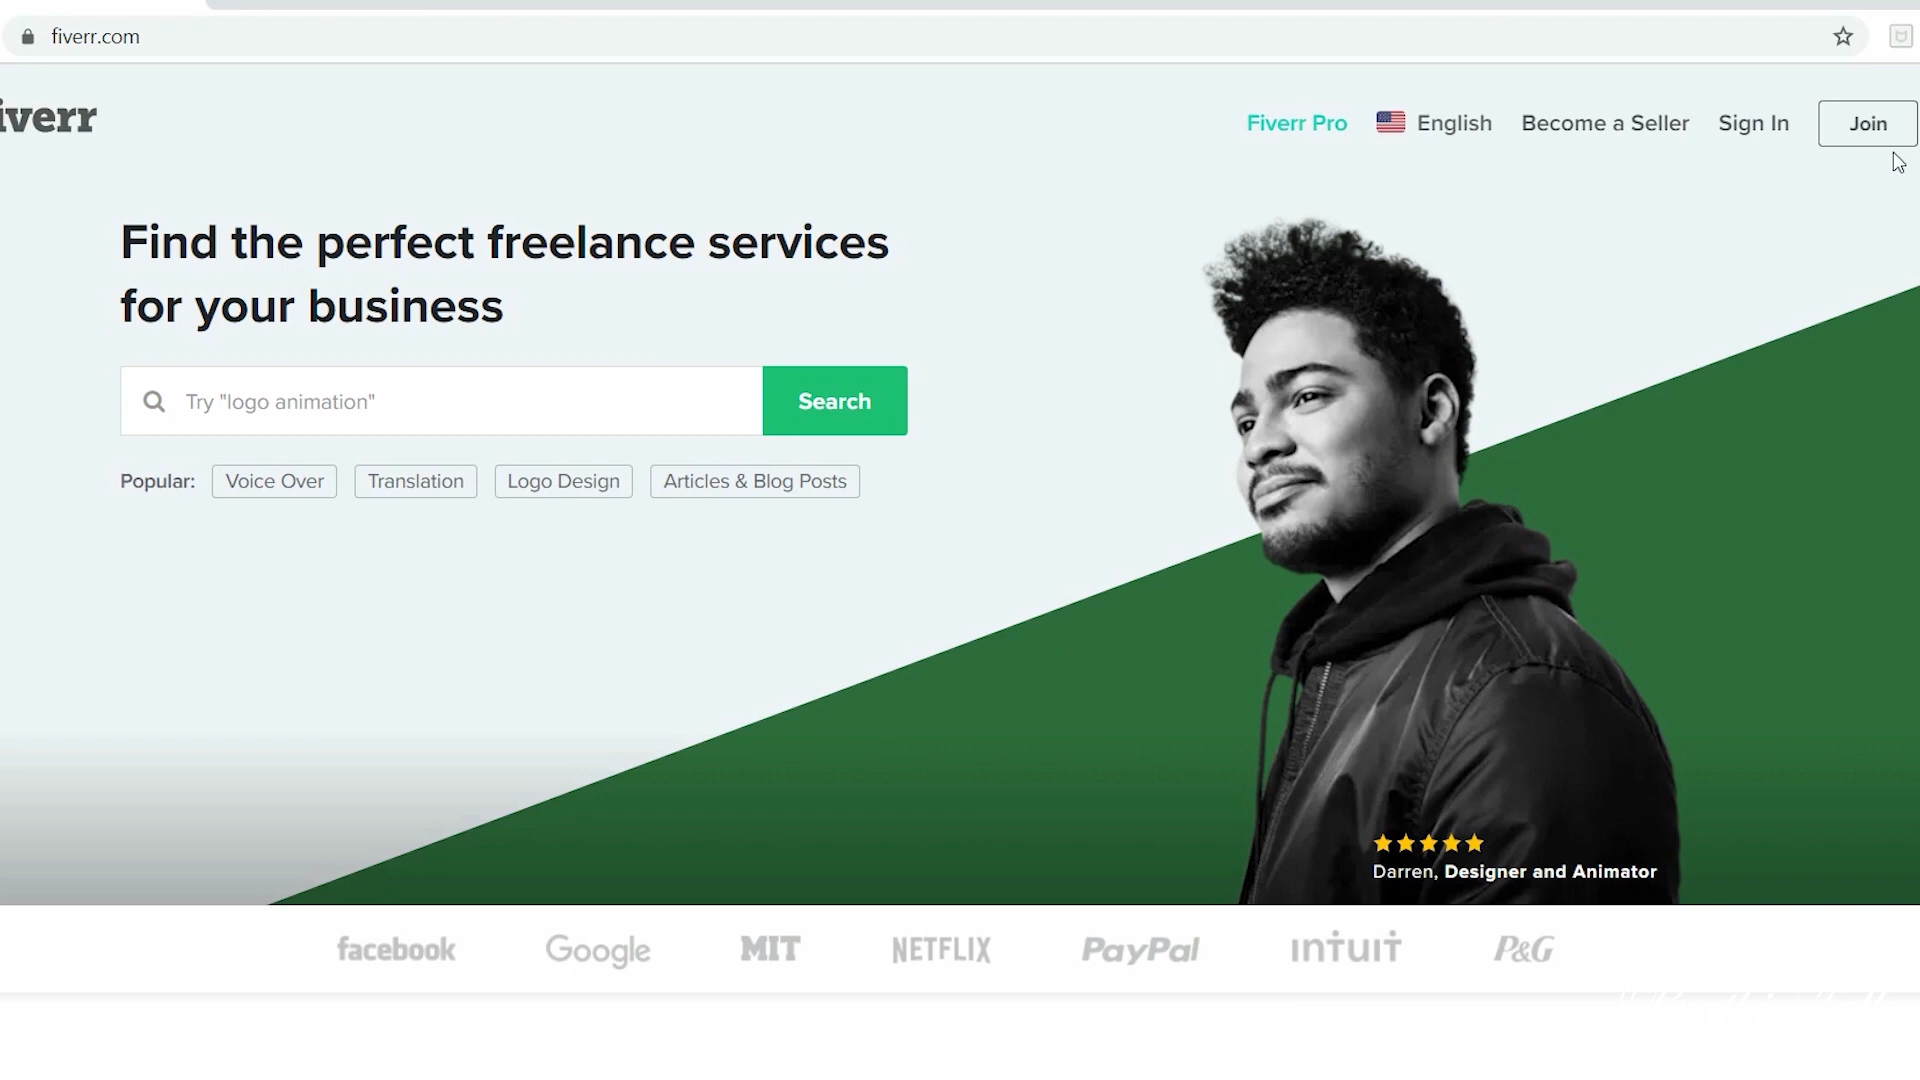 fiverr.com
iverr
Fiverr Pro
English
Become a Seller
Sign In
Join
Find the perfect freelance services
for your business
Try "logo animation"
Search
Popular:
Voice Over
Translation
Logo Design
Articles & Blog Posts
Darren, Designer and Animator
facebook
Google
MIT
NETFLIX
PayPal
intuit
P&G